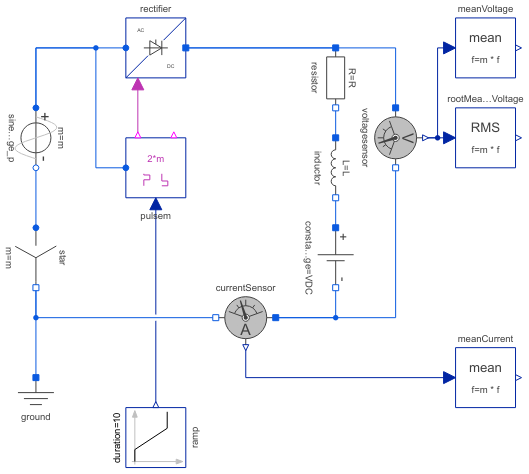 rectifier
AC
DC
meanVoltage
mean
f=m * f
rootMea...Voltage
RMS
f=m * f
resistor
R=R
voltagesensor
+
-
sine...ge_p
m=m
2*m
pulsem
inductor
L=L
consta...ge=VDC
+
-
star
m=m
currentSensor
A
meanCurrent
mean
f=m * f
ground
duration=10
ramp